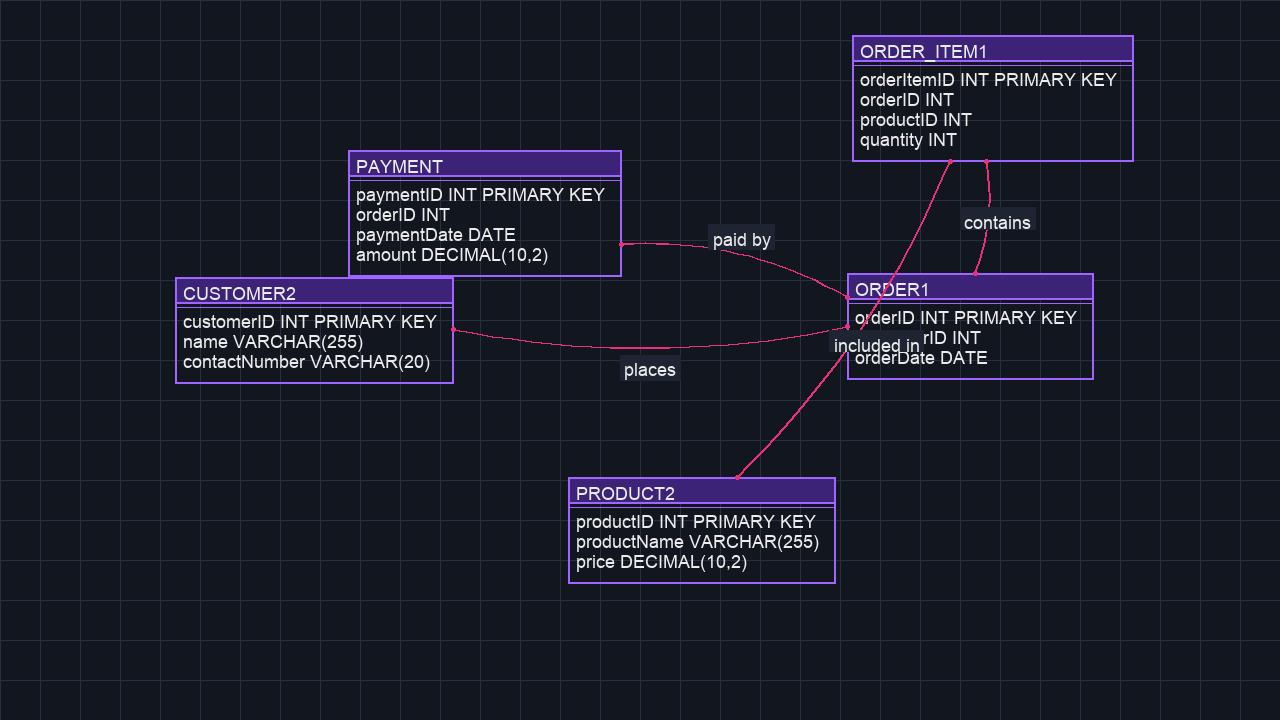 ORDER_ITEM1
orderItemID INT PRIMARY KEY
orderID INT
productID INT
quantity INT
PAYMENT
paymentID INT PRIMARY KEY
orderID INT
paymentDate DATE
amount DECIMAL(10,2)
contains
paid by
CUSTOMER2
customerID INT PRIMARY KEY
name VARCHAR(255)
contactNumber VARCHAR(20)
places
ORDER1
orderID INT PRIMARY KEY
rID INT
orderDate DATE
included in
PRODUCT2
productID INT PRIMARY KEY
productName VARCHAR(255)
price DECIMAL(10,2)